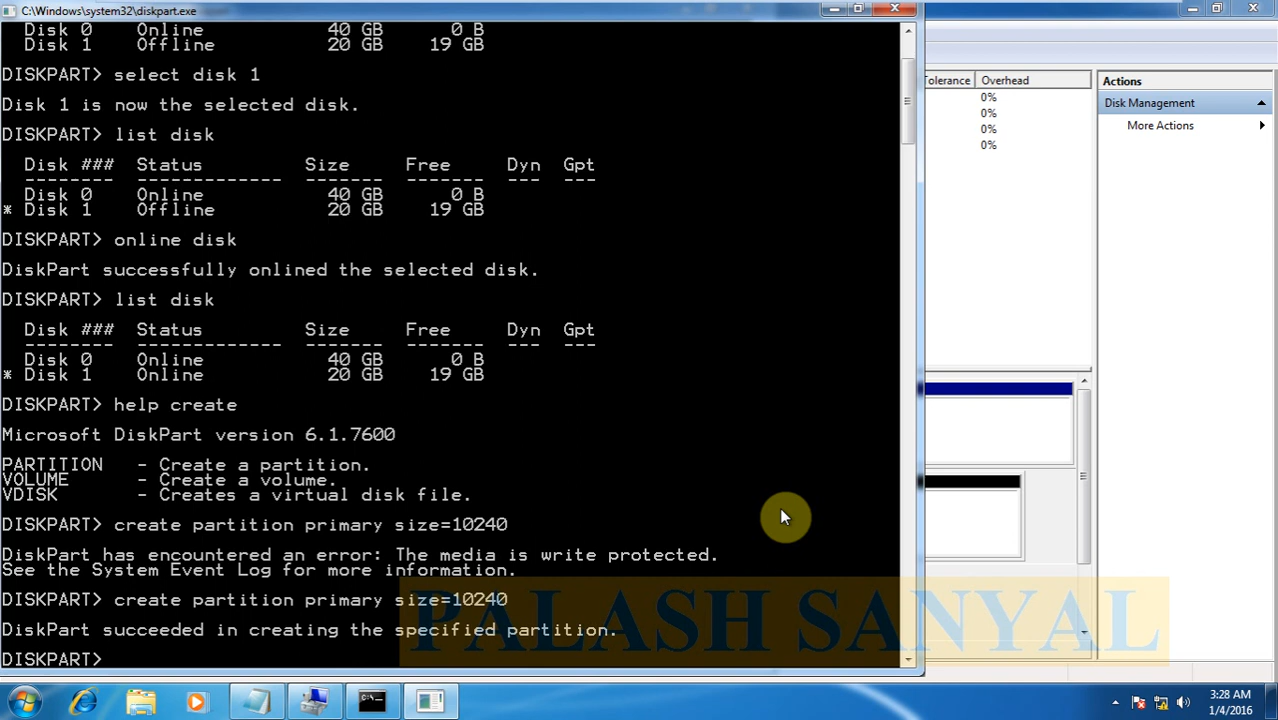 C:\Windows\system32\diskpart.exe
Disk 0 Online 40 GB 0 B
Disk 1 Offline 20 GB 19 GB
DISKPART> select disk 1
Disk 1 is now the selected disk.
DISKPART> list disk
Disk ### Status Size Free Dyn Gpt
-------- ------------- ------- ------- --- ---
Disk 0 Online 40 GB 0 B
* Disk 1 Offline 20 GB 19 GB
DISKPART> online disk
DiskPart successfully onlined the selected disk.
DISKPART> list disk
Disk ### Status Size Free Dyn Gpt
-------- ------------- ------- ------- --- ---
Disk 0 Online 40 GB 0 B
* Disk 1 Online 20 GB 19 GB
DISKPART> help create
Microsoft DiskPart version 6.1.7600
PARTITION - Create a partition.
VOLUME - Create a volume.
VDISK - Creates a virtual disk file.
DISKPART> create partition primary size=10240
DiskPart has encountered an error: The media is write protected.
See the System Event Log for more information.
DISKPART> create partition primary size=10240
DiskPart succeeded in creating the specified partition.
DISKPART>
PALASH SANYAL
Tolerance Overhead
0%
0%
0%
0%
Actions
Disk Management
More Actions
3:28 AM
1/4/2016